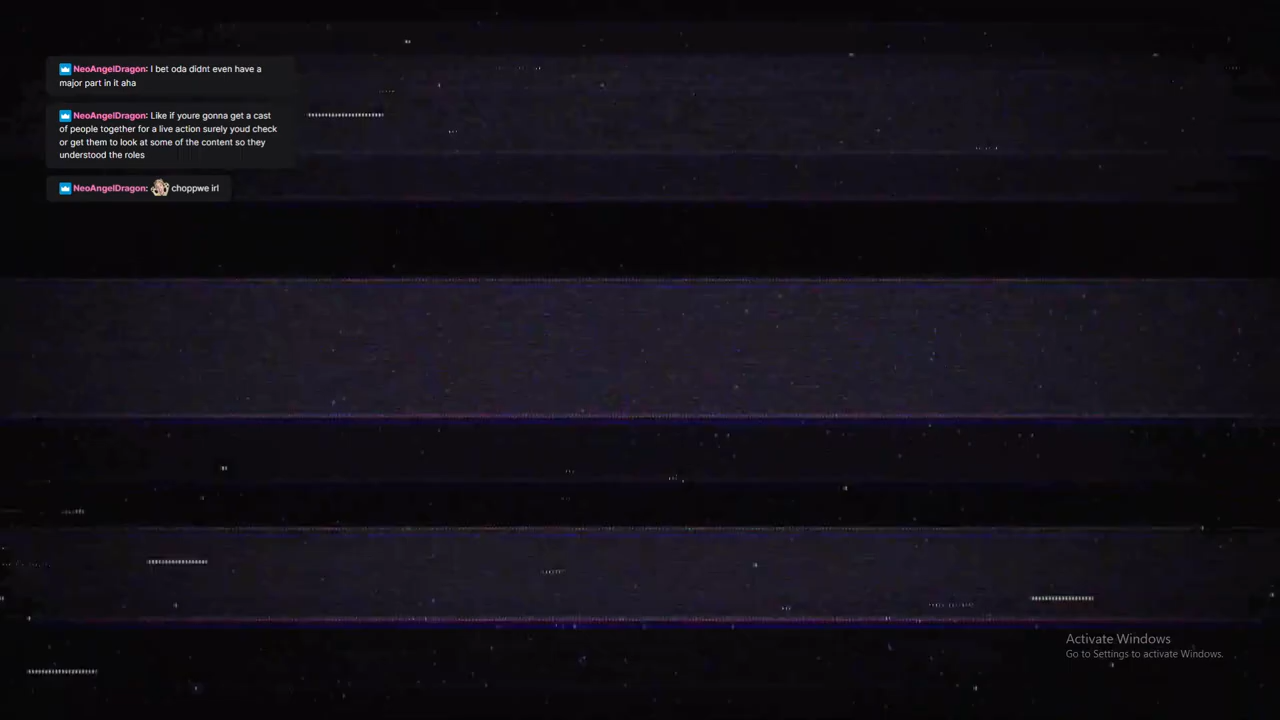 NeoAngelDragon: I bet oda didnt even have a
major part in it aha
NeoAngelDragon: Like if youre gonna get a cast
of people together for a live action surely youd check
or get them to look at some of the content so they
understood the roles
NeoAngelDragon: choppwe irl
Activate Windows
Go to Settings to activate Windows.